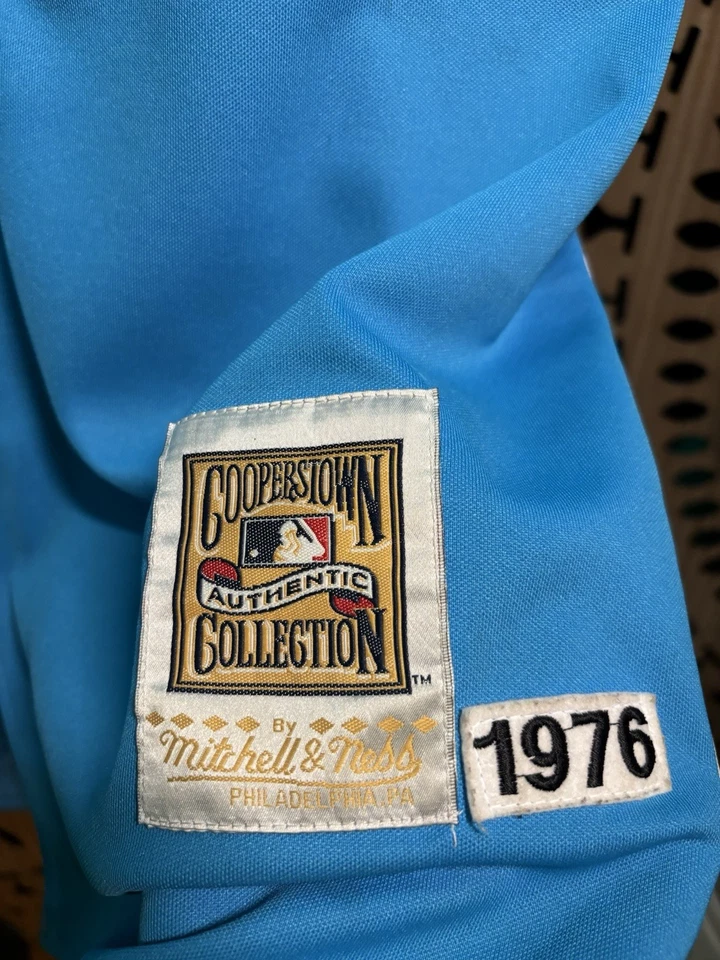 COOPERSTOWN
AUTHENTIC
COLLECTION TM
By
Mitchell & Ness
PHILADELPHIA, PA
1976